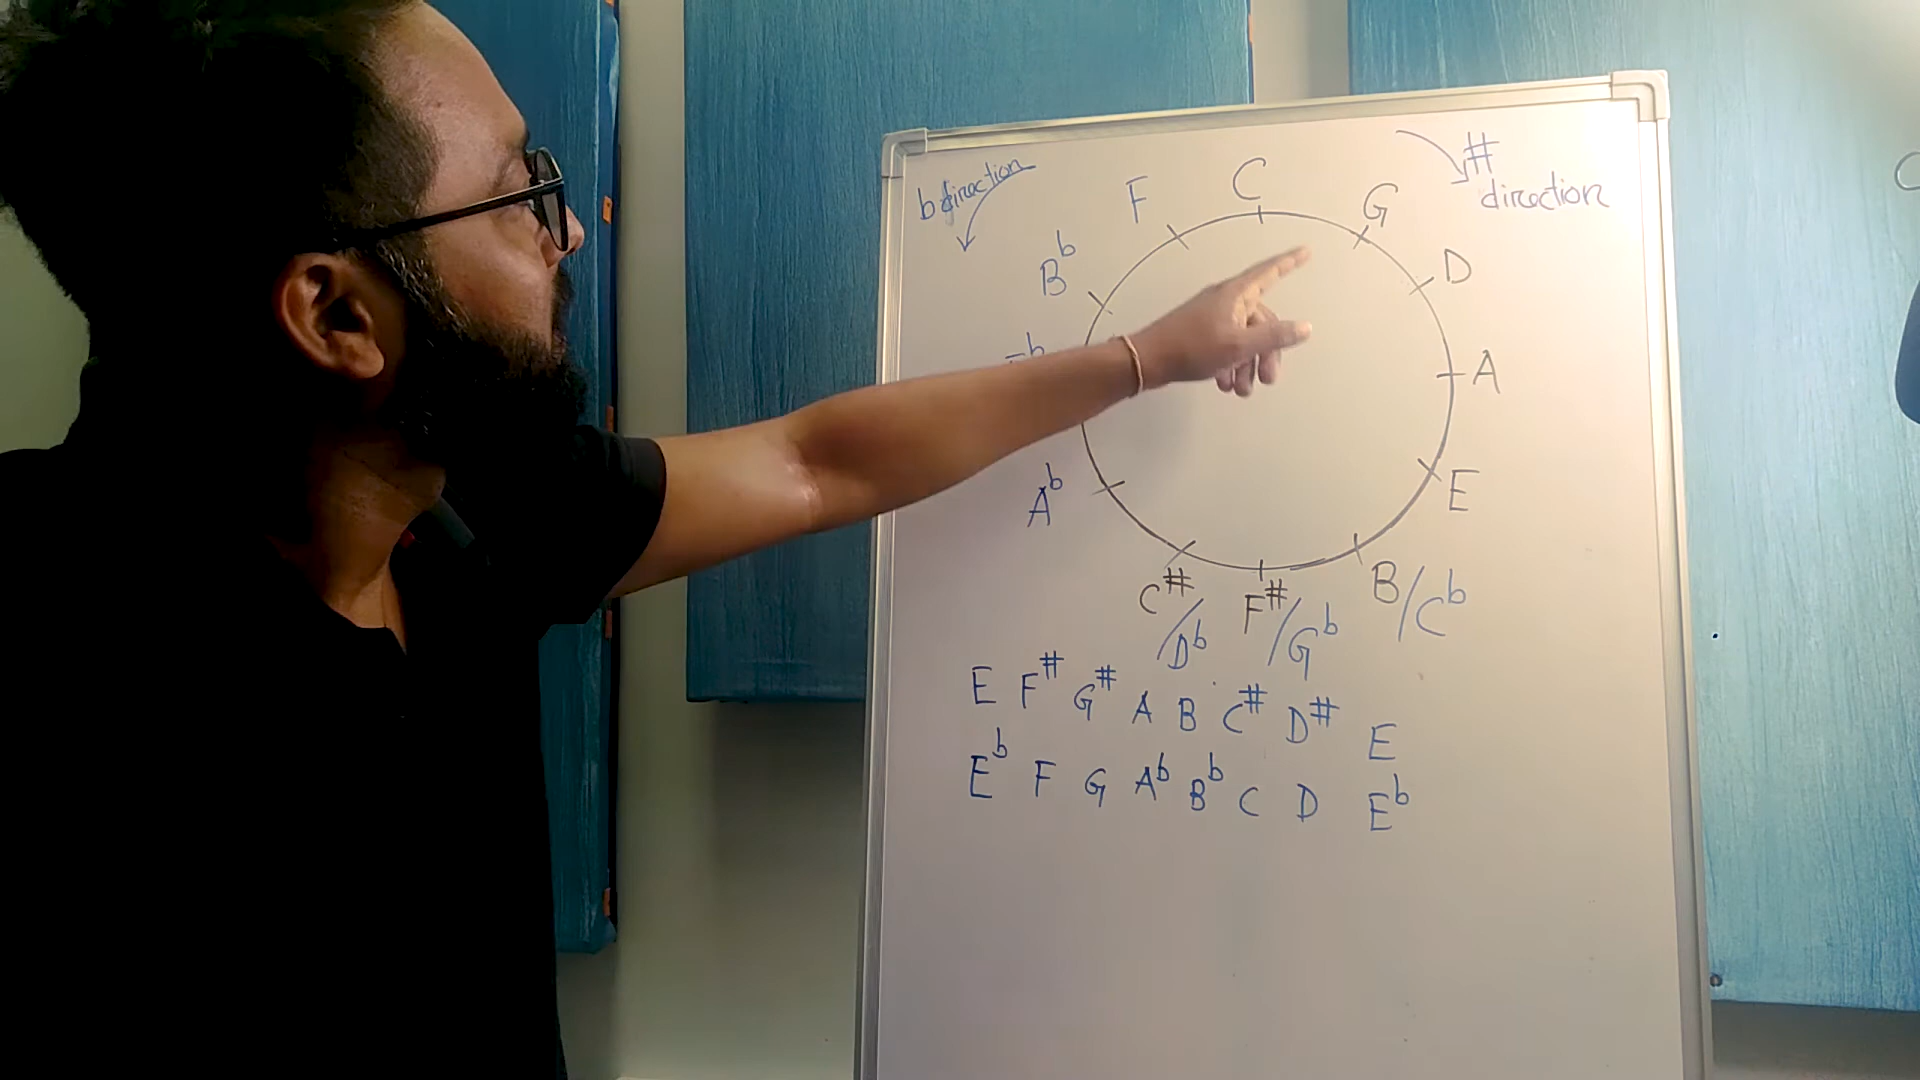 b direction
# direction
C
F
G
B♭
D
♭
A
A♭
E
C#/D♭
F#/G♭
B/C♭
E F# G# A B C# D# E
E♭ F G A♭ B♭ C D E♭